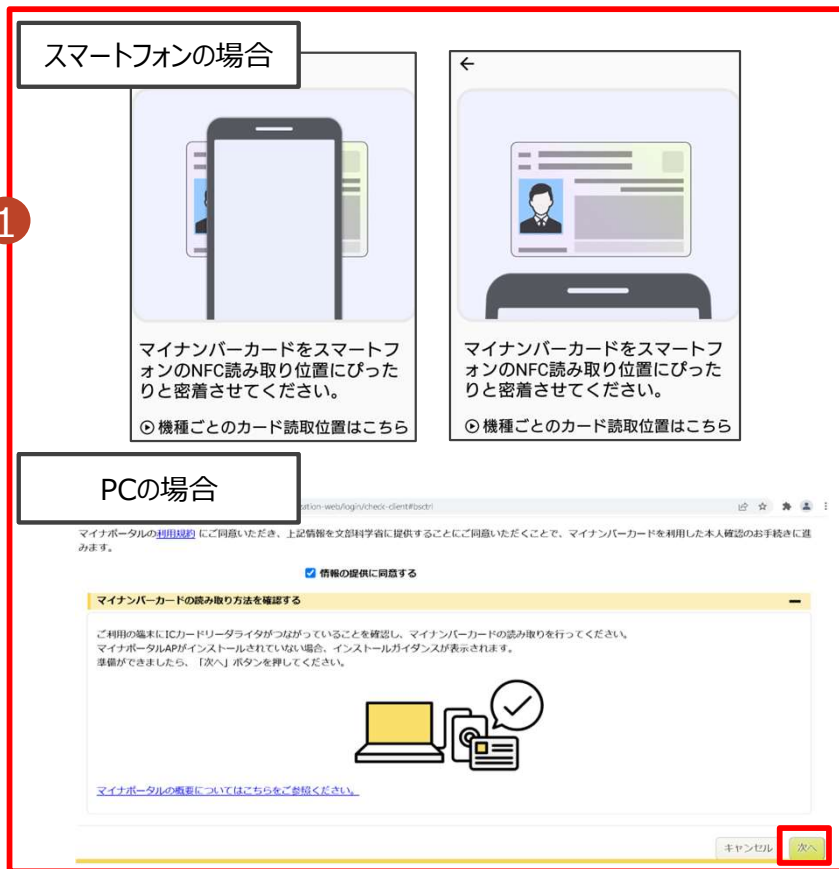 スマートフォンの場合
1
マイナンバーカードをスマートフ
ォンのNFC読み取り位置にぴった
りと密着させてください。
機種ごとのカード読取位置はこちら
マイナンバーカードをスマートフ
ォンのNFC読み取り位置にぴった
りと密着させてください。
機種ごとのカード読取位置はこちら
PCの場合
ation-web/login/check-client#bsctrl
マイナポータルの利用規約 にご同意いただき、上記情報を文部科学省に提供することにご同意いただくことで、マイナンバーカードを利用した本人確認のお手続きに進
みます。
情報の提供に同意する
マイナンバーカードの読み取り方法を確認する
ご利用の端末にICカードリーダライタがつながっていることを確認し、マイナンバーカードの読み取りを行ってください。
マイナポータルAPがインストールされていない場合、インストールガイダンスが表示されます。
準備ができましたら、「次へ」ボタンを押してください。
マイナポータルの概要についてはこちらをご参照ください。
キャンセル
次へ